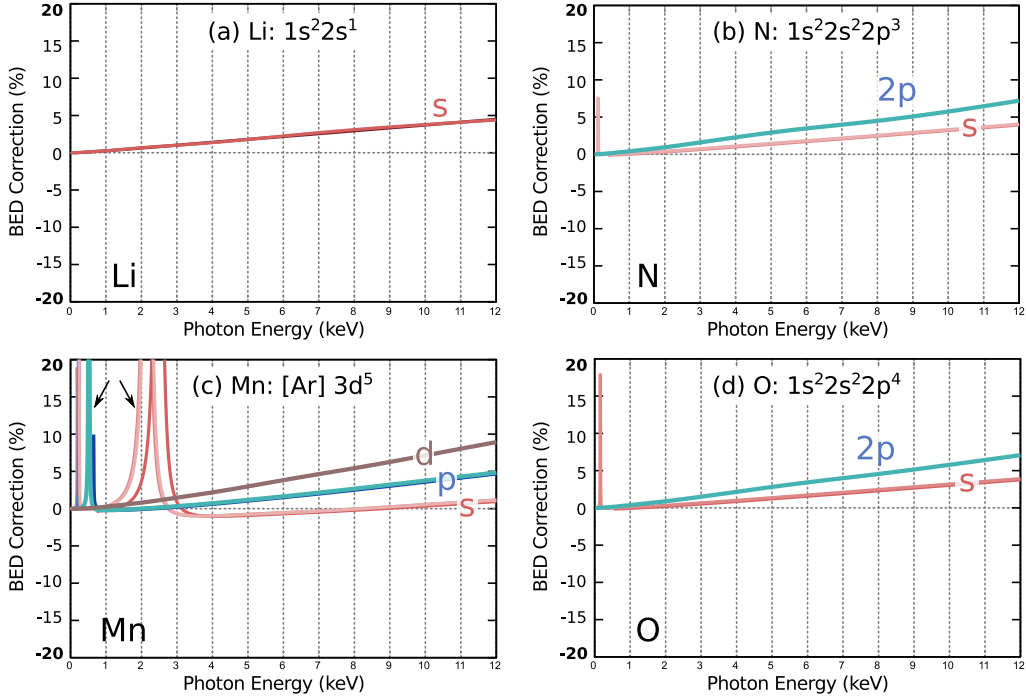 (a) Li: 1s²2s¹
BED Correction (%)
20
15
10
5
0
-5
-10
-15
-20
s
Li
0 1 2 3 4 5 6 7 8 9 10 11 12
Photon Energy (keV)
(b) N: 1s²2s²2p³
BED Correction (%)
20
15
10
5
0
-5
-10
-15
-20
2p
s
N
0 1 2 3 4 5 6 7 8 9 10 11 12
Photon Energy (keV)
(c) Mn: [Ar] 3d⁵
BED Correction (%)
20
15
10
5
0
-5
-10
-15
-20
d
p
s
Mn
0 1 2 3 4 5 6 7 8 9 10 11 12
Photon Energy (keV)
(d) O: 1s²2s²2p⁴
BED Correction (%)
20
15
10
5
0
-5
-10
-15
-20
2p
s
O
0 1 2 3 4 5 6 7 8 9 10 11 12
Photon Energy (keV)